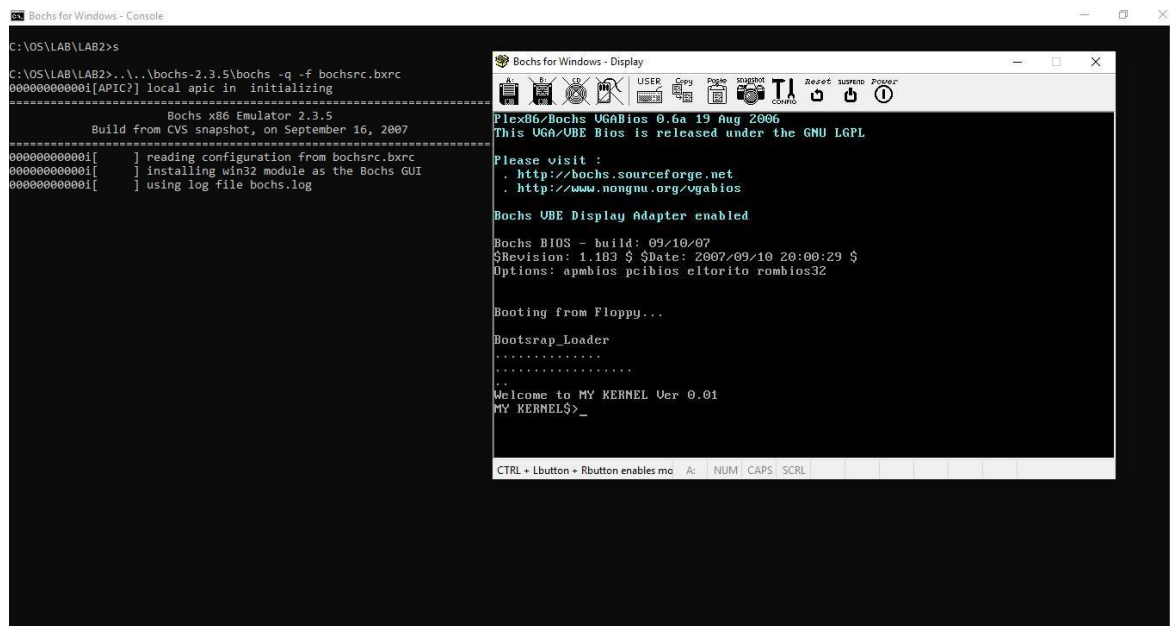 Bochs for Windows - Console
C:\OS\LAB\LAB2>s
C:\OS\LAB\LAB2>..\..\bochs-2.3.5\bochs -q -f bochsrc.bxrc
00000000000i[APIC?] local apic in  initializing
========================================================================
Bochs x86 Emulator 2.3.5
Build from CVS snapshot, on September 16, 2007
========================================================================
00000000000i[     ] reading configuration from bochsrc.bxrc
00000000000i[     ] installing win32 module as the Bochs GUI
00000000000i[     ] using log file bochs.log
Bochs for Windows - Display
A: B: CD USER Copy Paste snapshot CONFIG Reset SUSPEND Power
Plex86/Bochs VGABios 0.6a 19 Aug 2006
This VGA/VBE Bios is released under the GNU LGPL
Please visit :
. http://bochs.sourceforge.net
. http://www.nongnu.org/vgabios
Bochs VBE Display Adapter enabled
Bochs BIOS - build: 09/10/07
$Revision: 1.183 $ $Date: 2007/09/10 20:00:29 $
Options: apmbios pcibios eltorito rombios32
Booting from Floppy...
Bootsrap_Loader
..............
..................
..
Welcome to MY KERNEL Ver 0.01
MY KERNEL$>_
CTRL + Lbutton + Rbutton enables mo A: NUM CAPS SCRL